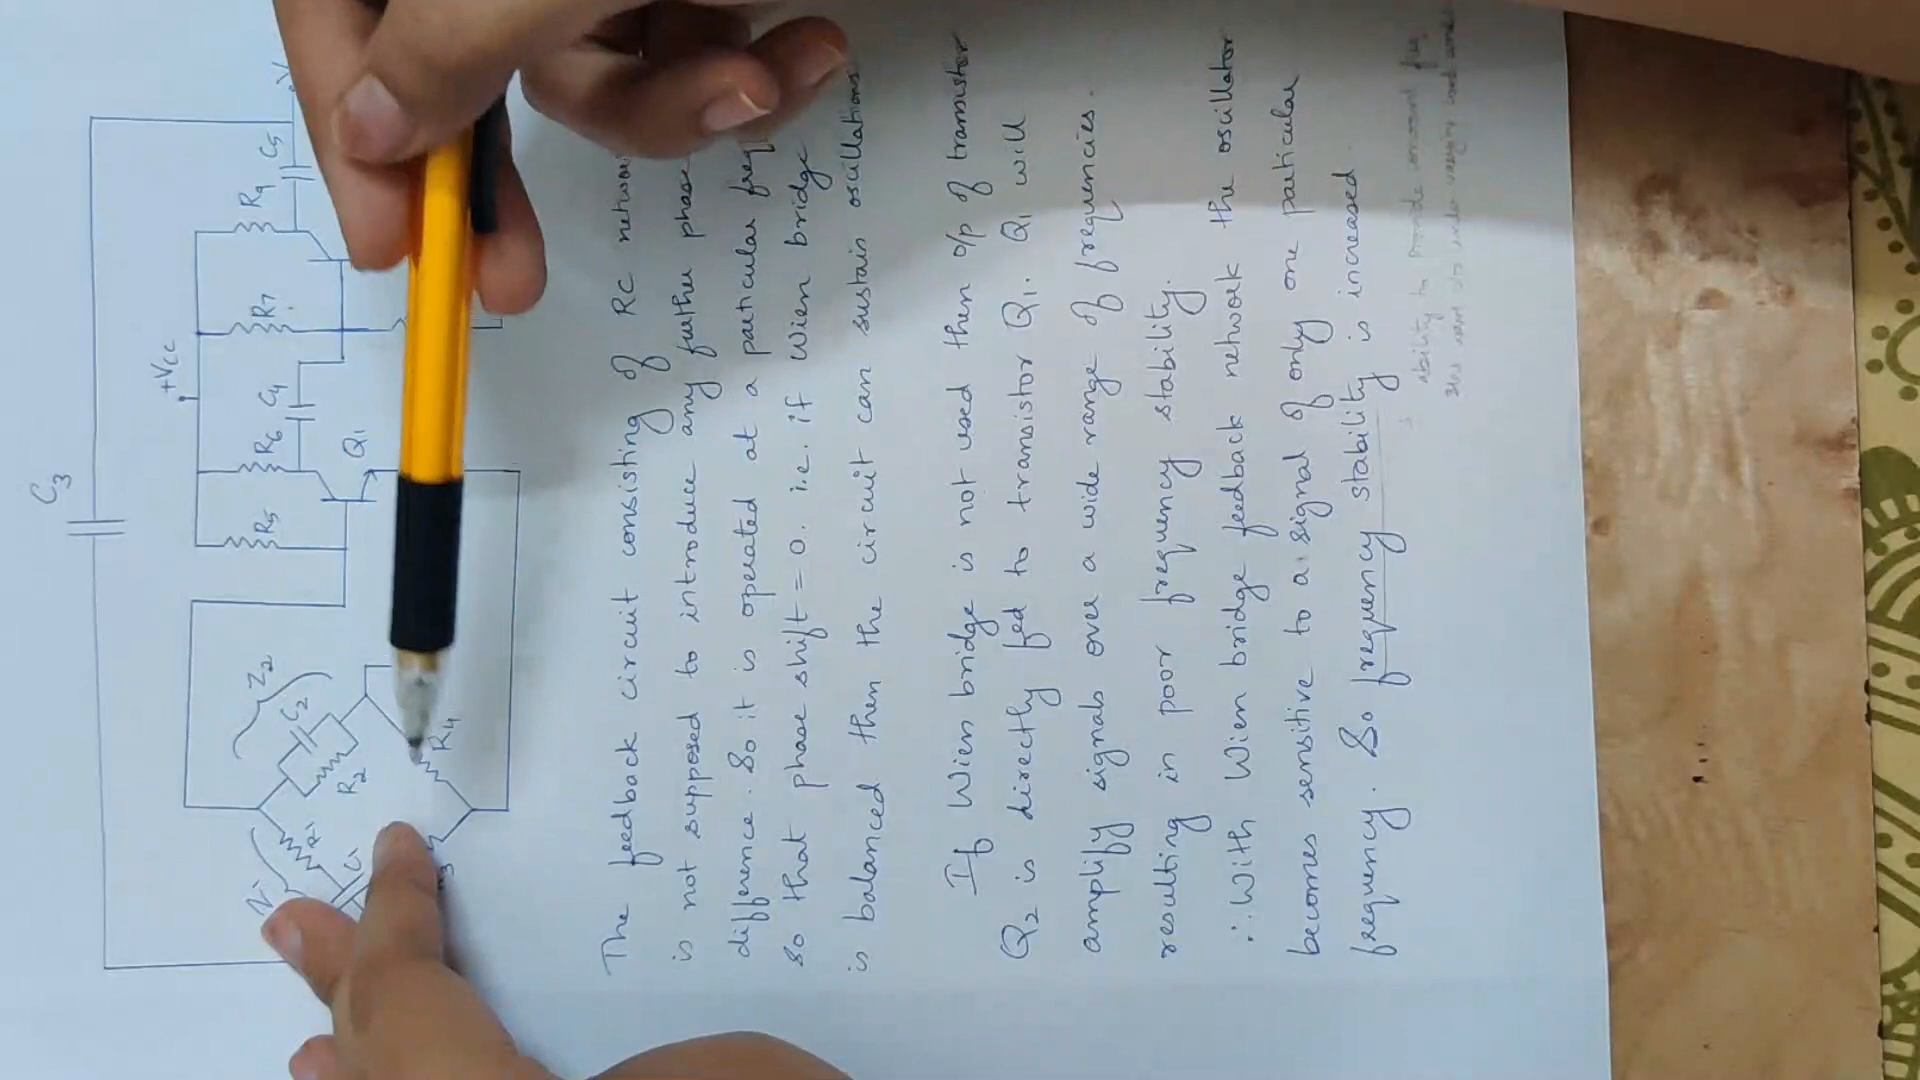 C3
+Vcc
R5
R6
C4
R7
R9
C5
V
Q1
Z1
R1
C1
Z2
C2
R2
R4
The feedback circuit consisting of RC
is not supposed to introduce any further phase
difference. So it is operated at a particular
so that phase shift = 0. i.e. if Wien bridge
is balanced then the circuit can sustain oscillations
If Wien bridge is not used then o/p of transistor
Q2 is directly fed to transistor Q1. Q1 will
amplify signals over a wide range of frequencies.
resulting in poor frequency stability.
∴ With Wien bridge feedback network the oscillator
becomes sensitive to a signal of only one particular
frequency. So frequency stability is increased.
ability to provide constant